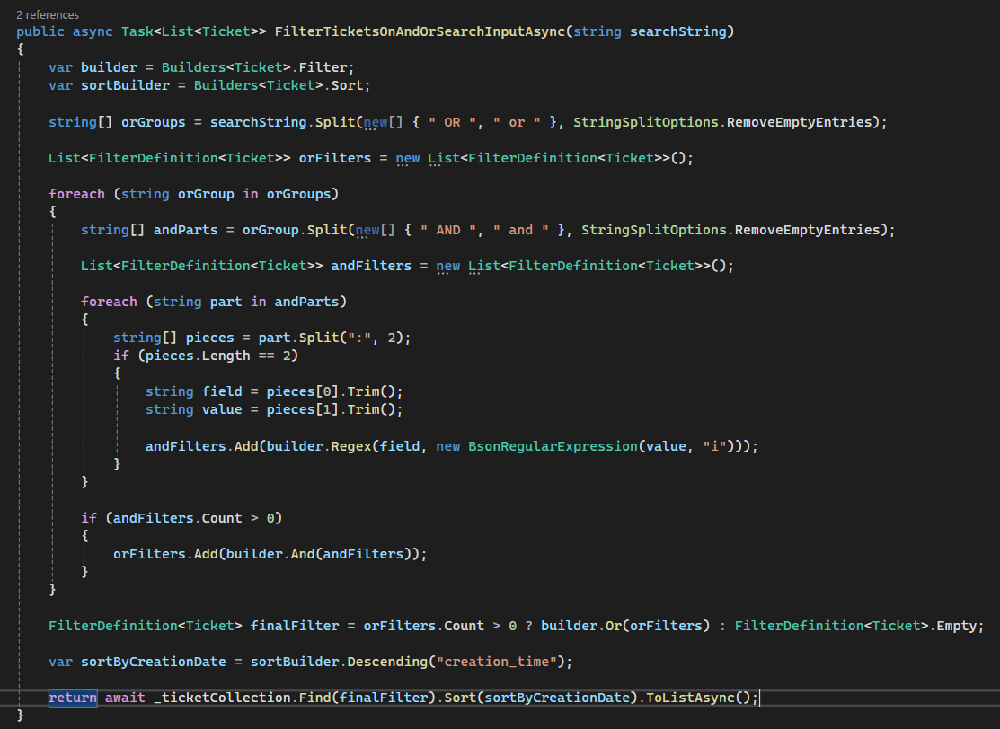 2 references
public async Task<List<Ticket>> FilterTicketsOnAndOrSearchInputAsync(string searchString)
{
var builder = Builders<Ticket>.Filter;
var sortBuilder = Builders<Ticket>.Sort;
string[] orGroups = searchString.Split(new[] { " OR ", " or " }, StringSplitOptions.RemoveEmptyEntries);
List<FilterDefinition<Ticket>> orFilters = new List<FilterDefinition<Ticket>>();
foreach (string orGroup in orGroups)
{
string[] andParts = orGroup.Split(new[] { " AND ", " and " }, StringSplitOptions.RemoveEmptyEntries);
List<FilterDefinition<Ticket>> andFilters = new List<FilterDefinition<Ticket>>();
foreach (string part in andParts)
{
string[] pieces = part.Split(":", 2);
if (pieces.Length == 2)
{
string field = pieces[0].Trim();
string value = pieces[1].Trim();
andFilters.Add(builder.Regex(field, new BsonRegularExpression(value, "i")));
}
}
if (andFilters.Count > 0)
{
orFilters.Add(builder.And(andFilters));
}
}
FilterDefinition<Ticket> finalFilter = orFilters.Count > 0 ? builder.Or(orFilters) : FilterDefinition<Ticket>.Empty;
var sortByCreationDate = sortBuilder.Descending("creation_time");
return await _ticketCollection.Find(finalFilter).Sort(sortByCreationDate).ToListAsync();
}